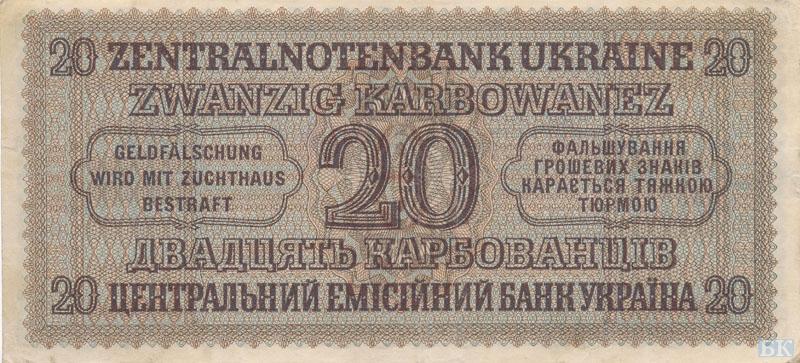 20 ZENTRALNOTENBANK UKRAINE 20
ZWANZIG KARBOWANEZ
GELDFÄLSCHUNG
WIRD MIT ZUCHTHAUS
BESTRAFT
20
ФАЛЬШУВАННЯ
ГРОШЕВИХ ЗНАКІВ
КАРАЄТЬСЯ ТЯЖКОЮ
ТЮРМОЮ
ДВАДЦЯТЬ КАРБОВАНЦІВ
20 ЦЕНТРАЛЬНИЙ ЕМІСІЙНИЙ БАНК УКРАЇНА 20
БК